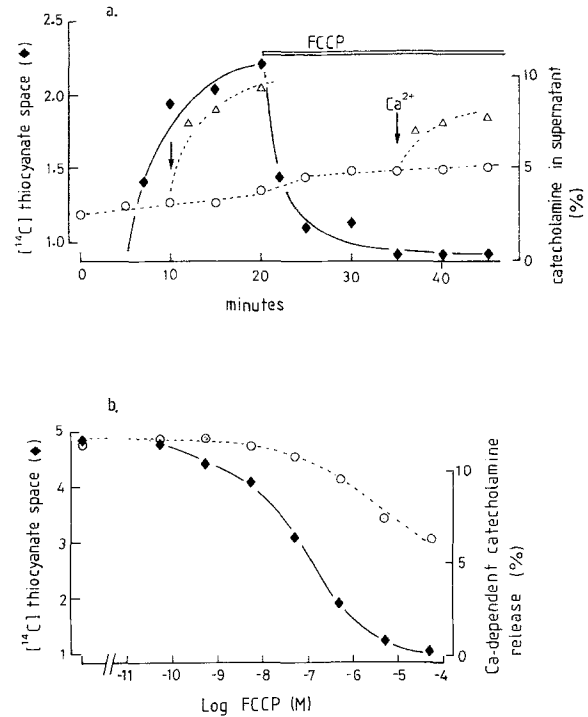 a.
FCCP
2.5
2.0
1.5
1.0
[¹⁴C] thiocyanate space (◆)
Ca²⁺
10
5
0
catecholamine in supernatant (%)
0 10 20 30 40
minutes
b.
5
4
3
2
1
[¹⁴C] thiocyanate space (◆)
10
5
0
Ca-dependent catecholamine release (%)
-11 -10 -9 -8 -7 -6 -5 -4
Log FCCP (M)